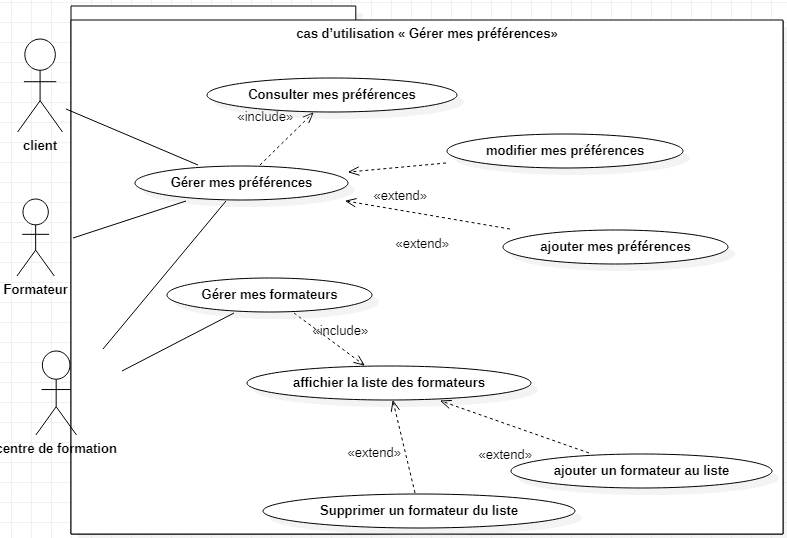 cas d'utilisation « Gérer mes préférences»
Consulter mes préférences
«include»
client
modifier mes préférences
Gérer mes préférences
«extend»
«extend»
ajouter mes préférences
Formateur
Gérer mes formateurs
«include»
affichier la liste des formateurs
centre de formation
«extend»
«extend»
ajouter un formateur au liste
Supprimer un formateur du liste